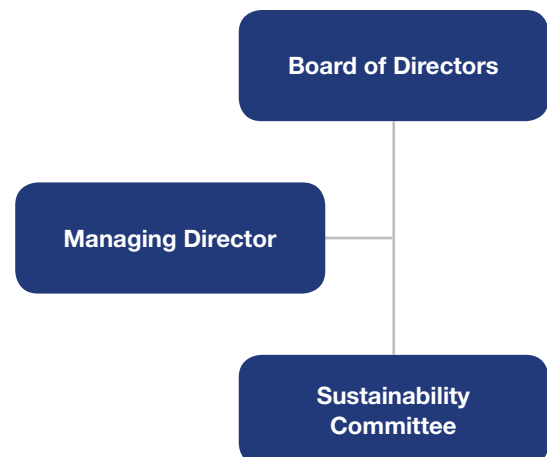 Board of Directors
Managing Director
Sustainability
Committee